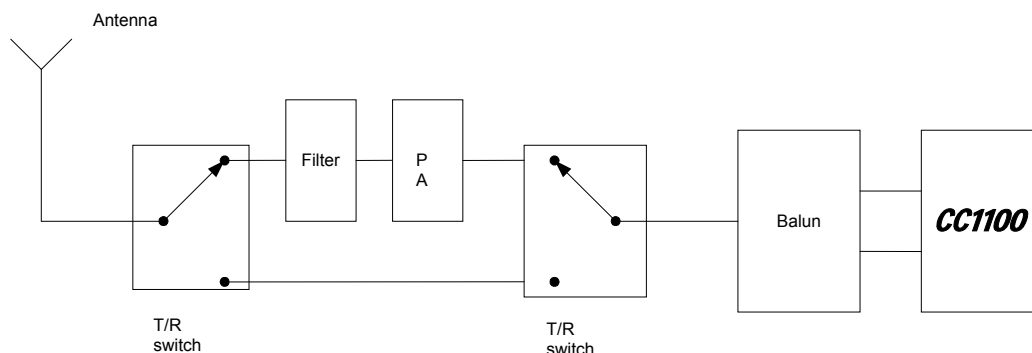 Antenna
Filter
P
A
Balun
CC1100
T/R
switch
T/R
switch